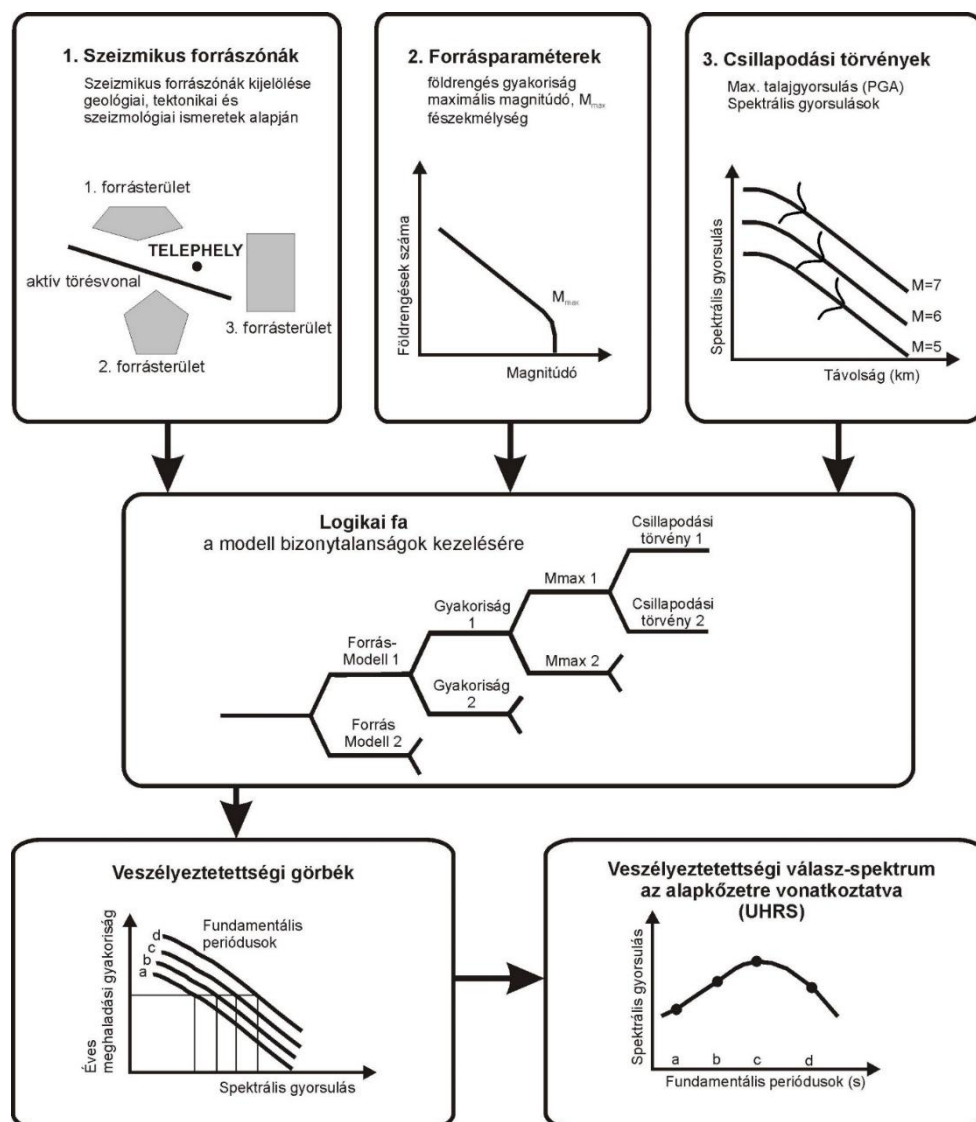 1. Szeizmikus forrászónák
Szeizmikus forrászónák kijelölése
geológiai, tektonikai és
szeizmológiai ismeretek alapján
1. forrásterület
TELEPHELY
aktív törésvonal
3. forrásterület
2. forrásterület
2. Forrásparaméterek
földrengés gyakoriság
maximális magnitúdó, Mmax
fészekmélység
Földrengések száma
Mmax
Magnitúdó
3. Csillapodási törvények
Max. talajgyorsulás (PGA)
Spektrális gyorsulások
Spektrális gyorsulás
M=7
M=6
M=5
Távolság (km)
Logikai fa
a modell bizonytalanságok kezelésére
Csillapodási
törvény 1
Mmax 1
Csillapodási
törvény 2
Gyakoriság
1
Forrás-
Modell 1
Mmax 2
Gyakoriság
2
Forrás
Modell 2
Veszélyeztetettségi görbék
Éves
meghaladási gyakoriság
Fundamentális
periódusok
d
c
b
a
Spektrális gyorsulás
Veszélyeztetettségi válasz-spektrum
az alapkőzetre vonatkoztatva
(UHRS)
Spektrális gyorsulás
a b c d
Fundamentális periódusok (s)